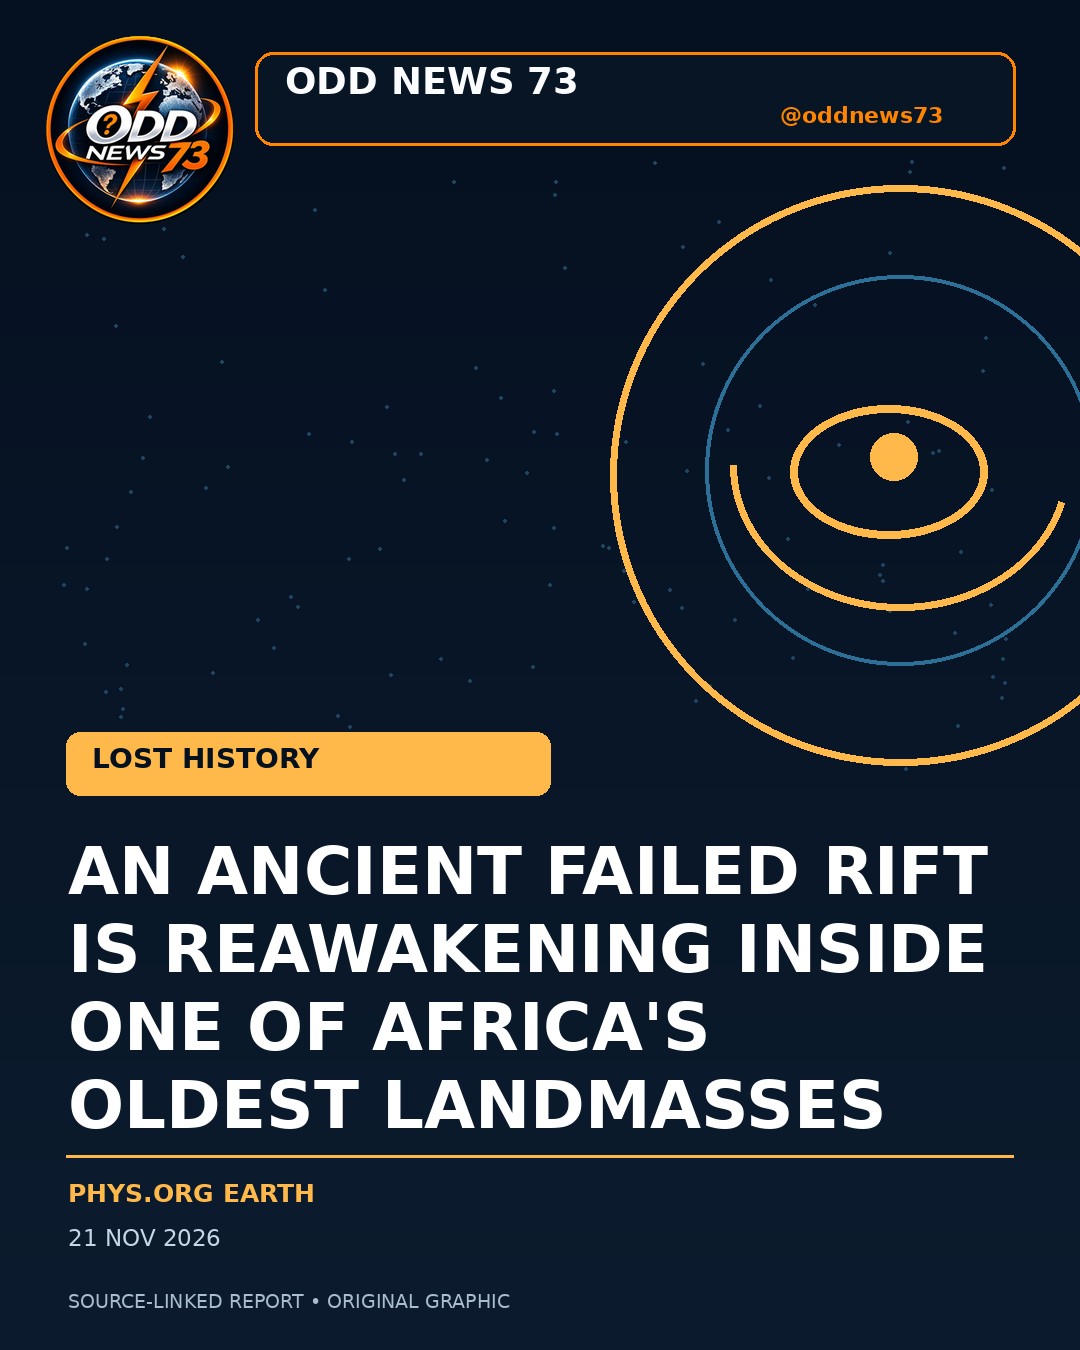 ODD
NEWS 73
ODD NEWS 73
@oddnews73
LOST HISTORY
AN ANCIENT FAILED RIFT
IS REAWAKENING INSIDE
ONE OF AFRICA'S
OLDEST LANDMASSES
PHYS.ORG EARTH
21 NOV 2026
SOURCE-LINKED REPORT • ORIGINAL GRAPHIC